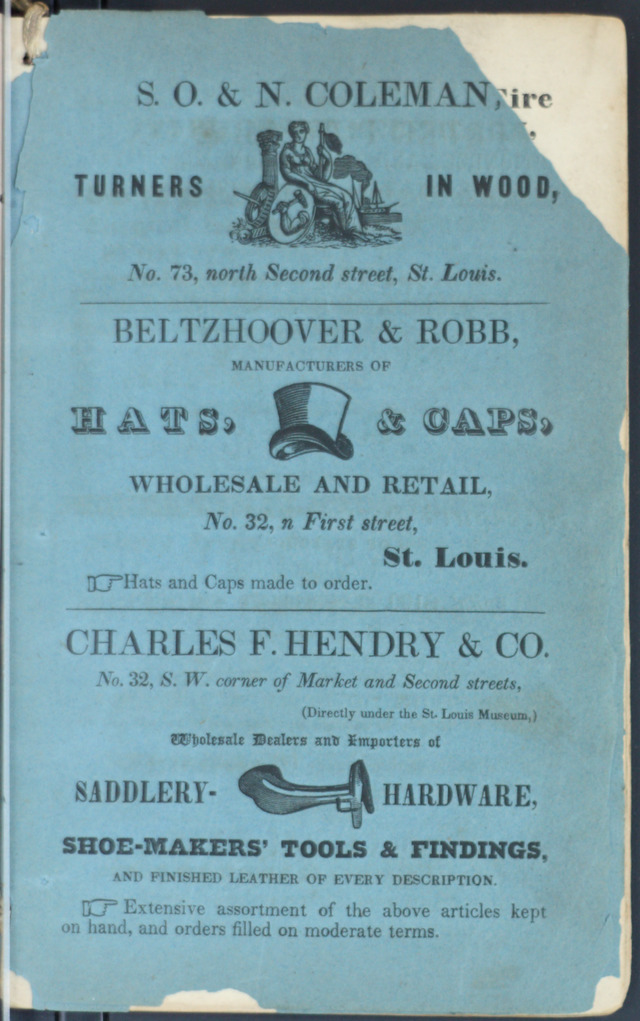 S. O. & N. COLEMAN,
ire
TURNERS IN WOOD,
No. 73, north Second street, St. Louis.
BELTZHOOVER & ROBB,
MANUFACTURERS OF
HATS, & CAPS,
WHOLESALE AND RETAIL,
No. 32, n First street,
St. Louis.
☞Hats and Caps made to order.
CHARLES F. HENDRY & CO.
No. 32, S. W. corner of Market and Second streets,
(Directly under the St. Louis Museum,)
Wholesale Dealers and Importers of
SADDLERY- HARDWARE,
SHOE-MAKERS' TOOLS & FINDINGS,
AND FINISHED LEATHER OF EVERY DESCRIPTION.
☞ Extensive assortment of the above articles kept
on hand, and orders filled on moderate terms.